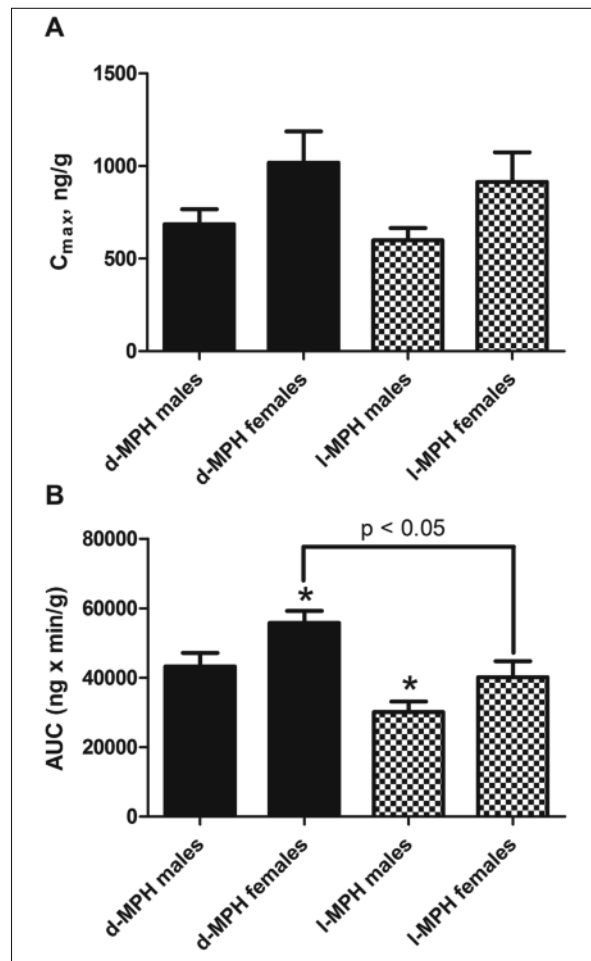 A
1500
1000
500
0
C_max, ng/g
d-MPH males
d-MPH females
l-MPH males
l-MPH females
B
p < 0.05
80000
60000
40000
20000
0
AUC (ng x min/g)
*
*
d-MPH males
d-MPH females
l-MPH males
l-MPH females